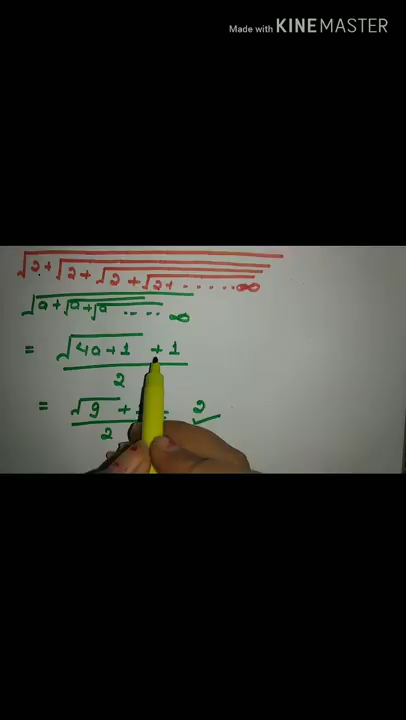 Made with KINEMASTER
√2+√2+√2+√2+......∞
√a+√a+√a....∞
= √4a+1 + 1
2
= √9 + 2
2